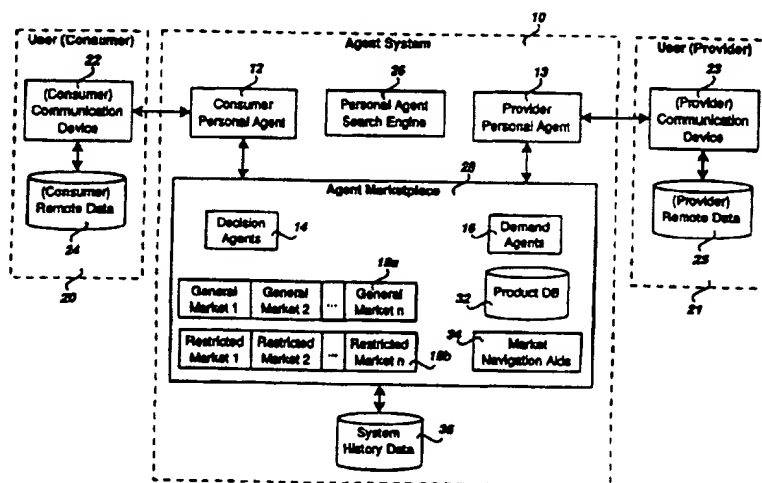 10
User (Consumer)
Agent System
User (Provider)
22
12
26
13
23
(Consumer)
Communication
Device
Consumer
Personal Agent
Personal Agent
Search Engine
Provider
Personal Agent
(Provider)
Communication
Device
28
Agent Marketplace
(Consumer)
Remote Data
24
20
Decision
Agents
14
16
Demand
Agents
(Provider)
Remote Data
25
21
18a
General
Market 1
General
Market 2
...
General
Market n
32
Product DB
Restricted
Market 1
Restricted
Market 2
...
Restricted
Market n
18b
34
Market
Navigation Aids
System
History Data
36